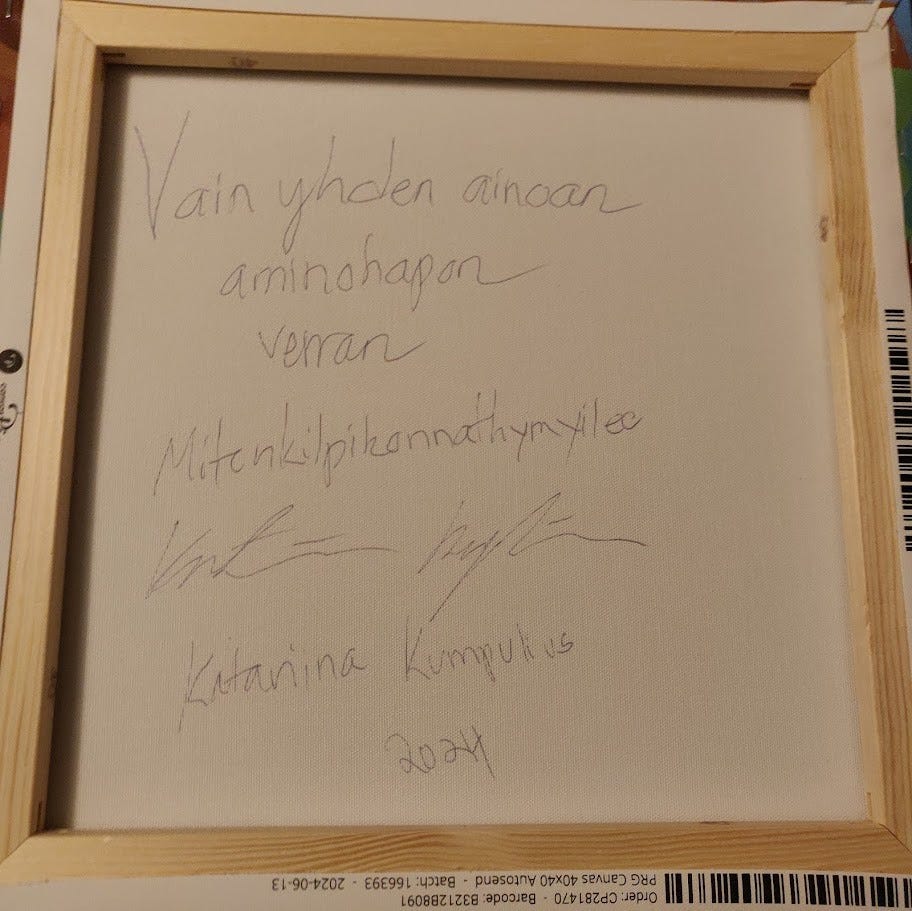 Vain yhden ainoan
aminohapon
verran
Mitenkilpikonnathymyilee
Katariina Kumpulius
2024
PRG Canvas 40x40 Autosend - Batch: 166393 - 2024-06-13
Order: CP281470 - Barcode: B3212B8091